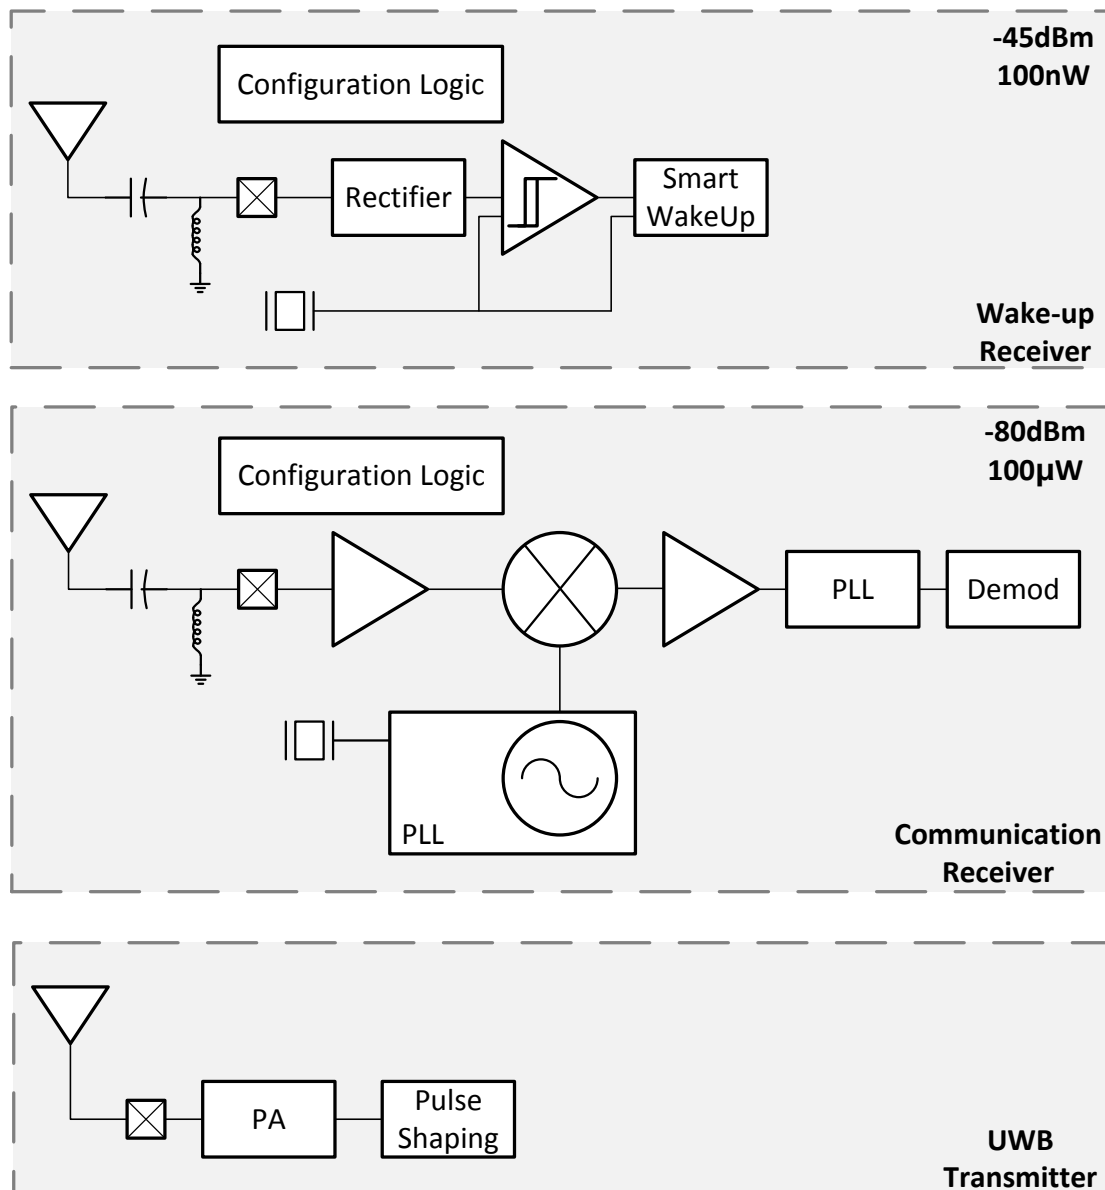 -45dBm
100nW
Configuration Logic
Rectifier
Smart
WakeUp
Wake-up
Receiver
-80dBm
100µW
Configuration Logic
PLL
Demod
PLL
Communication
Receiver
PA
Pulse
Shaping
UWB
Transmitter